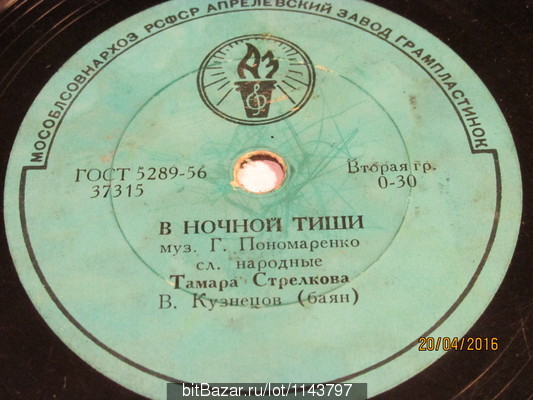 МОСОБЛСОВНАРХОЗ РСФСР АПРЕЛЕВСКИЙ ЗАВОД ГРАМПЛАСТИНОК
АЗ
ГОСТ 5289-56
37315
Вторая гр.
0-30
В НОЧНОЙ ТИШИ
муз. Г. Пономаренко
сл. народные
Тамара Стрелкова
В. Кузнецов (баян)
20/04/2016
bitBazar.ru/lot/1143797